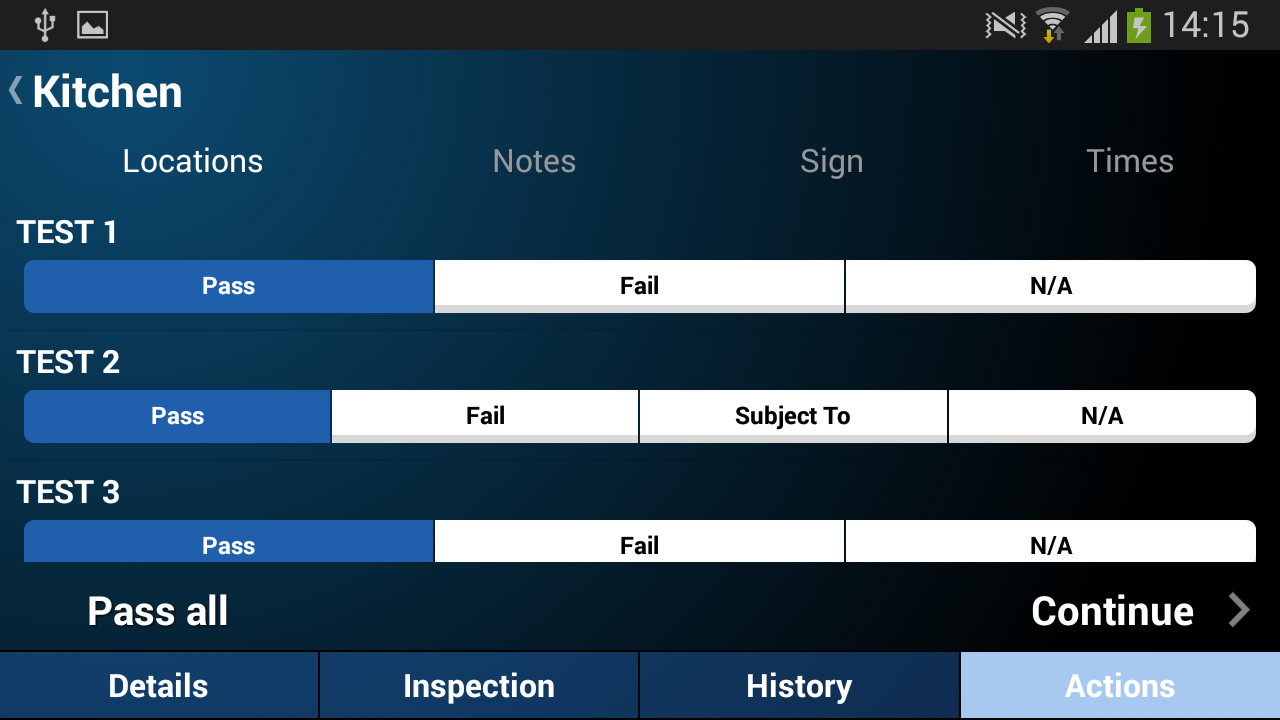 14:15
Kitchen
Locations Notes Sign Times
TEST 1
Pass Fail N/A
TEST 2
Pass Fail Subject To N/A
TEST 3
Pass Fail N/A
Pass all Continue
Details Inspection History Actions